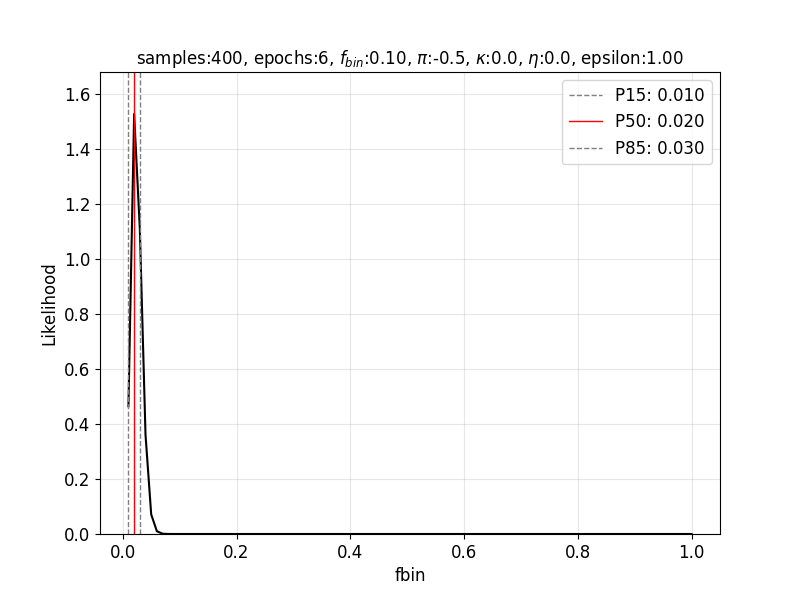 samples:400, epochs:6, f_bin:0.10, π:-0.5, κ:0.0, η:0.0, epsilon:1.00
P15: 0.010
P50: 0.020
P85: 0.030
1.6
1.4
1.2
1.0
0.8
0.6
0.4
0.2
0.0
Likelihood
0.0 0.2 0.4 0.6 0.8 1.0
fbin